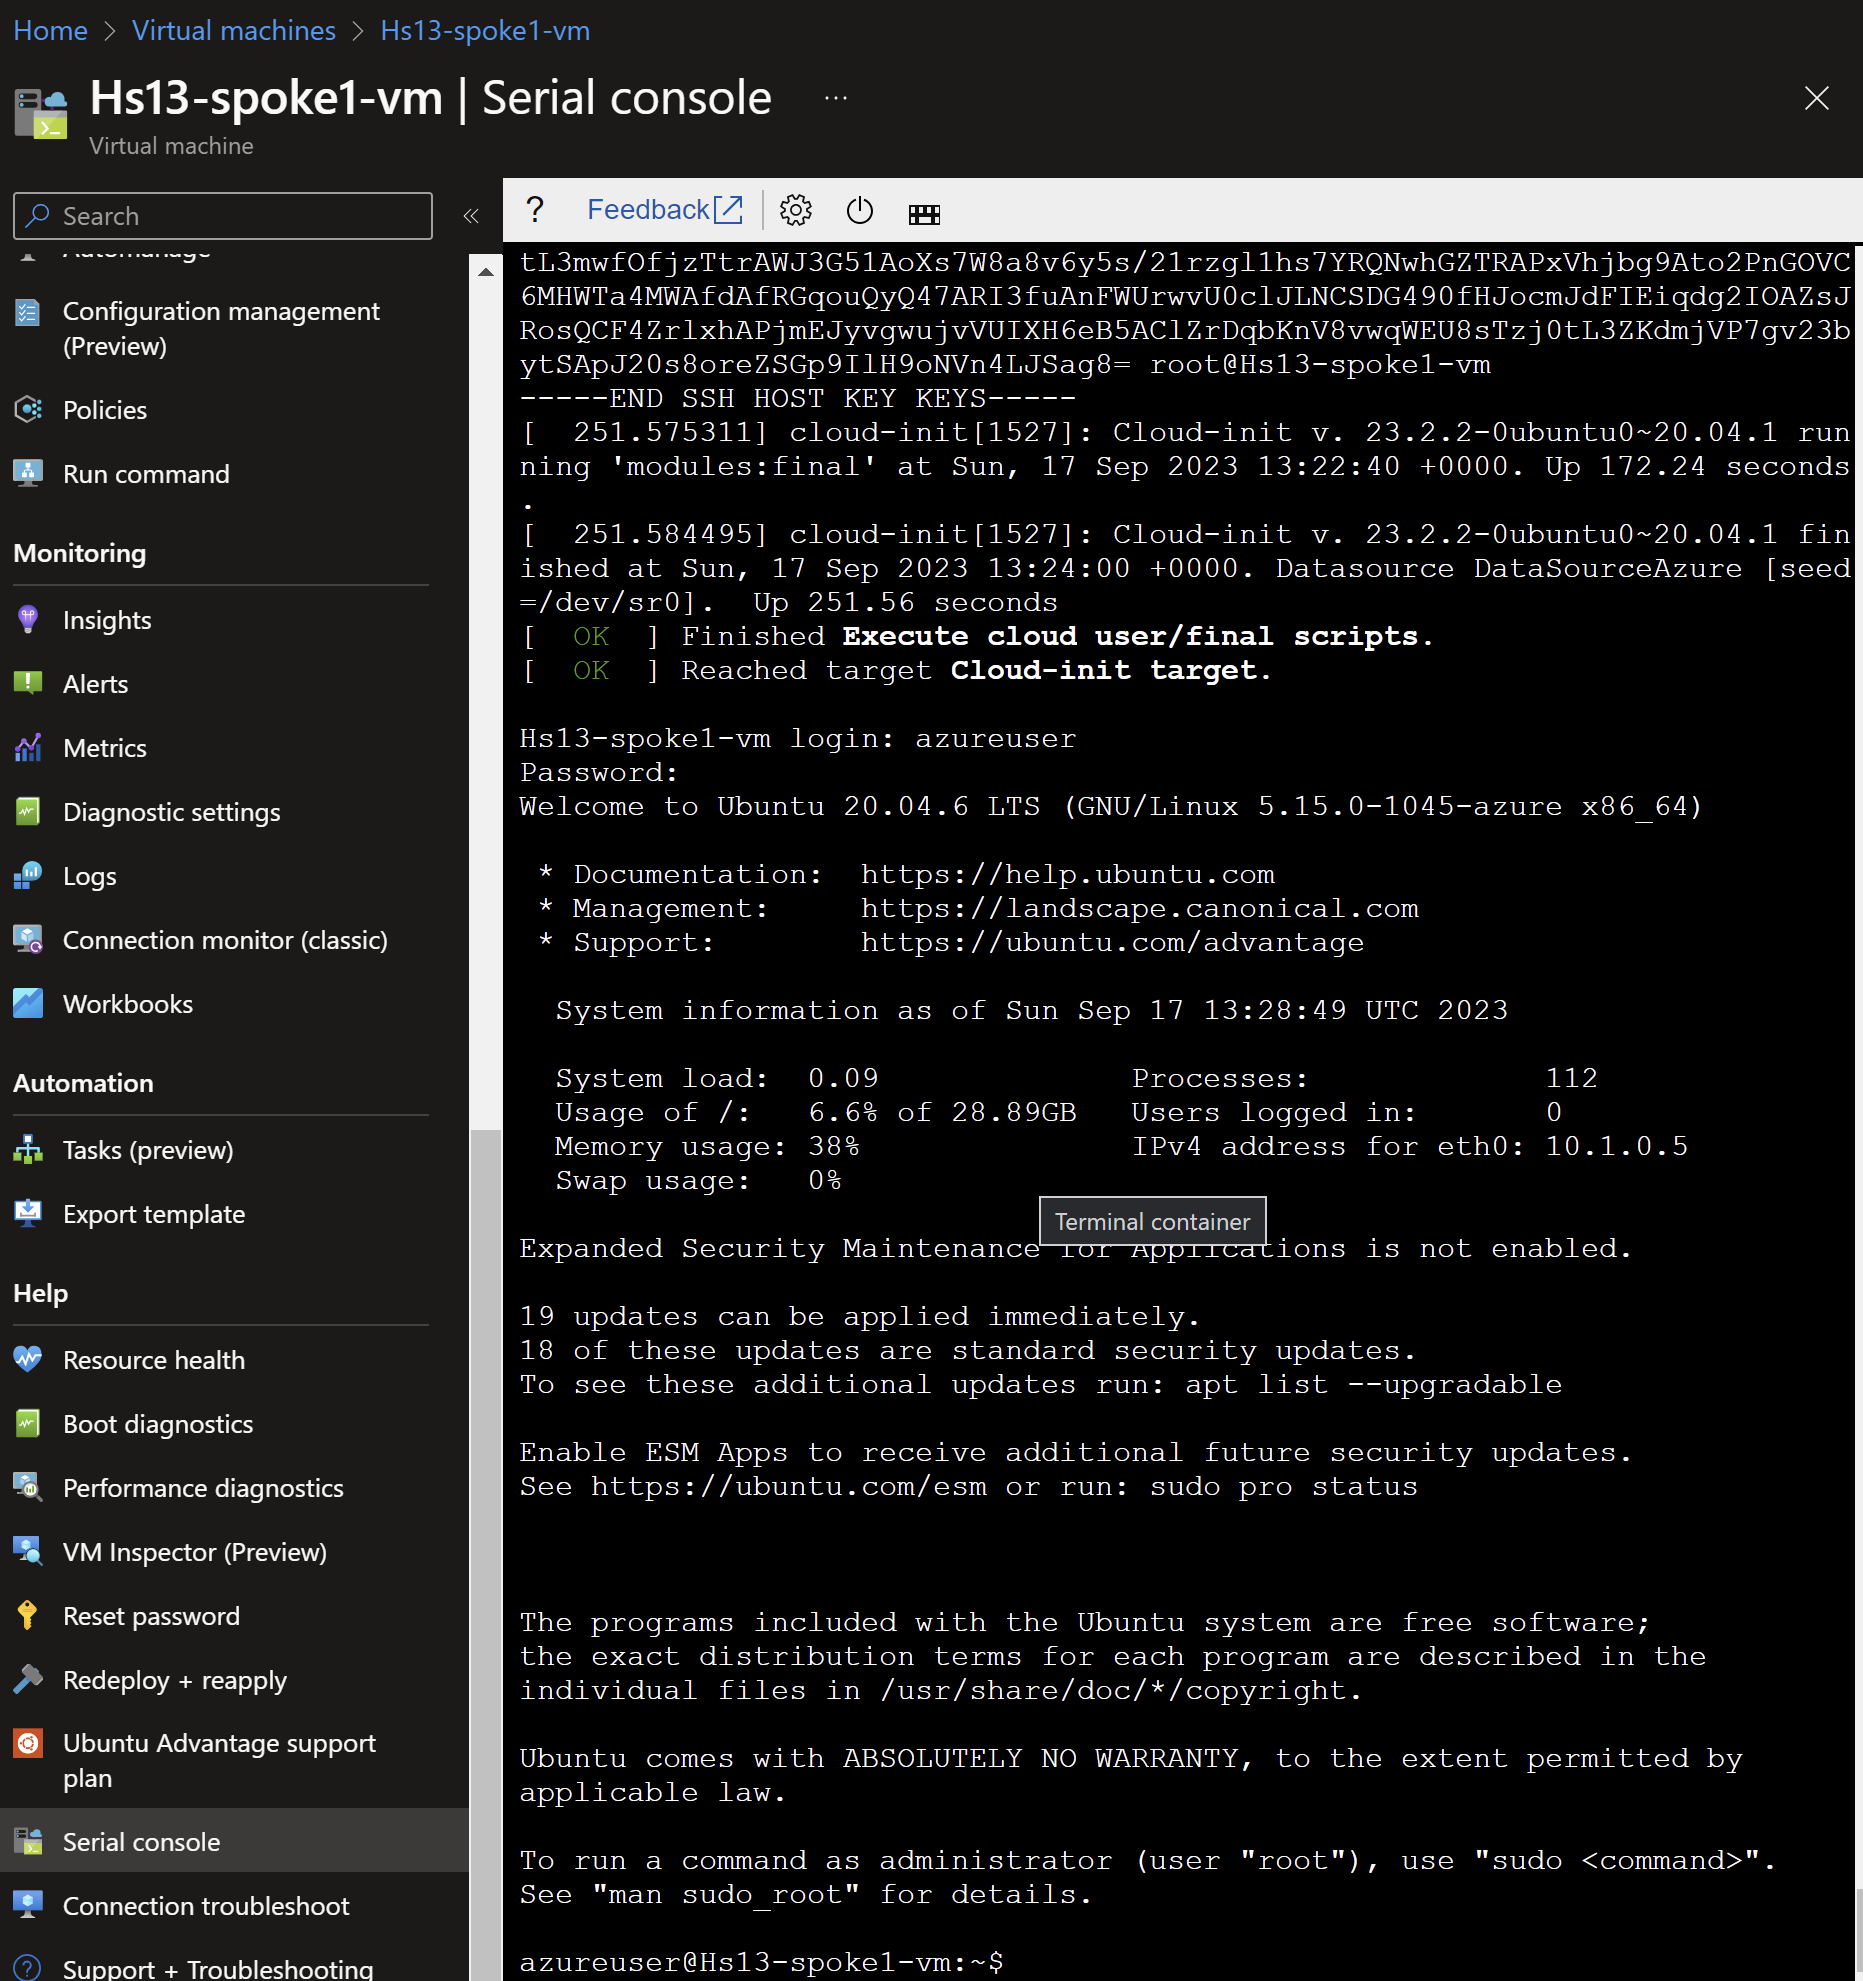 Home > Virtual machines > Hs13-spoke1-vm
Hs13-spoke1-vm | Serial console ...
Virtual machine
Search
«
Automanage
Configuration management
(Preview)
Policies
Run command
Monitoring
Insights
Alerts
Metrics
Diagnostic settings
Logs
Connection monitor (classic)
Workbooks
Automation
Tasks (preview)
Export template
Help
Resource health
Boot diagnostics
Performance diagnostics
VM Inspector (Preview)
Reset password
Redeploy + reapply
Ubuntu Advantage support
plan
Serial console
Connection troubleshoot
Support + Troubleshooting
? Feedback
tL3mwfOfjzTtrAWJ3G51AoXs7W8a8v6y5s/21rzgl1hs7YRQNwhGZTRAPxVhjbg9Ato2PnGOVC
6MHWTa4MWAfdAfRGqouQyQ47ARI3fuAnFWUrwvU0clJLNCSDG490fHJocmJdFIEiqdg2IOAZsJ
RosQCF4ZrlxhAPjmEJyvgwujvVUIXH6eB5AClZrDqbKnV8vwqWEU8sTzj0tL3ZKdmjVP7gv23b
ytSApJ20s8oreZSGp9IlH9oNVn4LJSag8= root@Hs13-spoke1-vm
-----END SSH HOST KEY KEYS-----
[  251.575311] cloud-init[1527]: Cloud-init v. 23.2.2-0ubuntu0~20.04.1 run
ning 'modules:final' at Sun, 17 Sep 2023 13:22:40 +0000. Up 172.24 seconds
.
[  251.584495] cloud-init[1527]: Cloud-init v. 23.2.2-0ubuntu0~20.04.1 fin
ished at Sun, 17 Sep 2023 13:24:00 +0000. Datasource DataSourceAzure [seed
=/dev/sr0].  Up 251.56 seconds
[  OK  ] Finished Execute cloud user/final scripts.
[  OK  ] Reached target Cloud-init target.
Hs13-spoke1-vm login: azureuser
Password:
Welcome to Ubuntu 20.04.6 LTS (GNU/Linux 5.15.0-1045-azure x86_64)
* Documentation:  https://help.ubuntu.com
* Management:     https://landscape.canonical.com
* Support:        https://ubuntu.com/advantage
System information as of Sun Sep 17 13:28:49 UTC 2023
System load:  0.09   Processes:             112
Usage of /:   6.6% of 28.89GB   Users logged in:       0
Memory usage: 38%   IPv4 address for eth0: 10.1.0.5
Swap usage:   0%
Terminal container
Expanded Security Maintenance for Applications is not enabled.
19 updates can be applied immediately.
18 of these updates are standard security updates.
To see these additional updates run: apt list --upgradable
Enable ESM Apps to receive additional future security updates.
See https://ubuntu.com/esm or run: sudo pro status
The programs included with the Ubuntu system are free software;
the exact distribution terms for each program are described in the
individual files in /usr/share/doc/*/copyright.
Ubuntu comes with ABSOLUTELY NO WARRANTY, to the extent permitted by
applicable law.
To run a command as administrator (user "root"), use "sudo <command>".
See "man sudo_root" for details.
azureuser@Hs13-spoke1-vm:~$